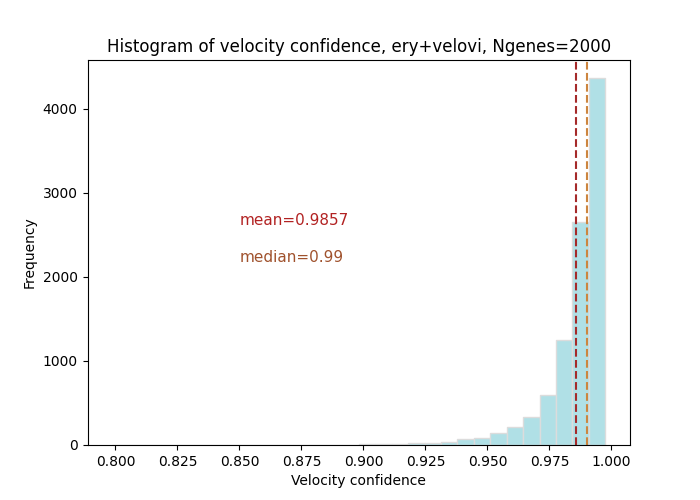 Histogram of velocity confidence, ery+velovi, Ngenes=2000
4000
3000
2000
1000
0
Frequency
mean=0.9857
median=0.99
0.800 0.825 0.850 0.875 0.900 0.925 0.950 0.975 1.000
Velocity confidence